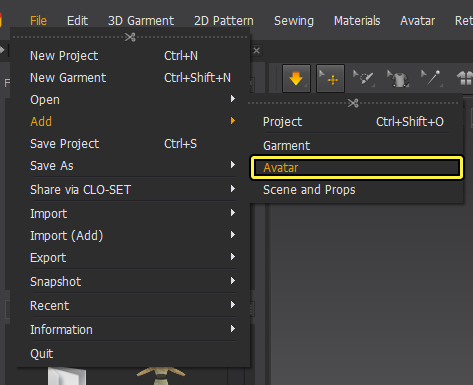 File Edit 3D Garment 2D Pattern Sewing Materials Avatar
New Project Ctrl+N
New Garment Ctrl+Shift+N
Open
Add
Project Ctrl+Shift+O
Save Project Ctrl+S
Garment
Save As
Avatar
Share via CLO-SET
Scene and Props
Import
Import (Add)
Export
Snapshot
Recent
Information
Quit